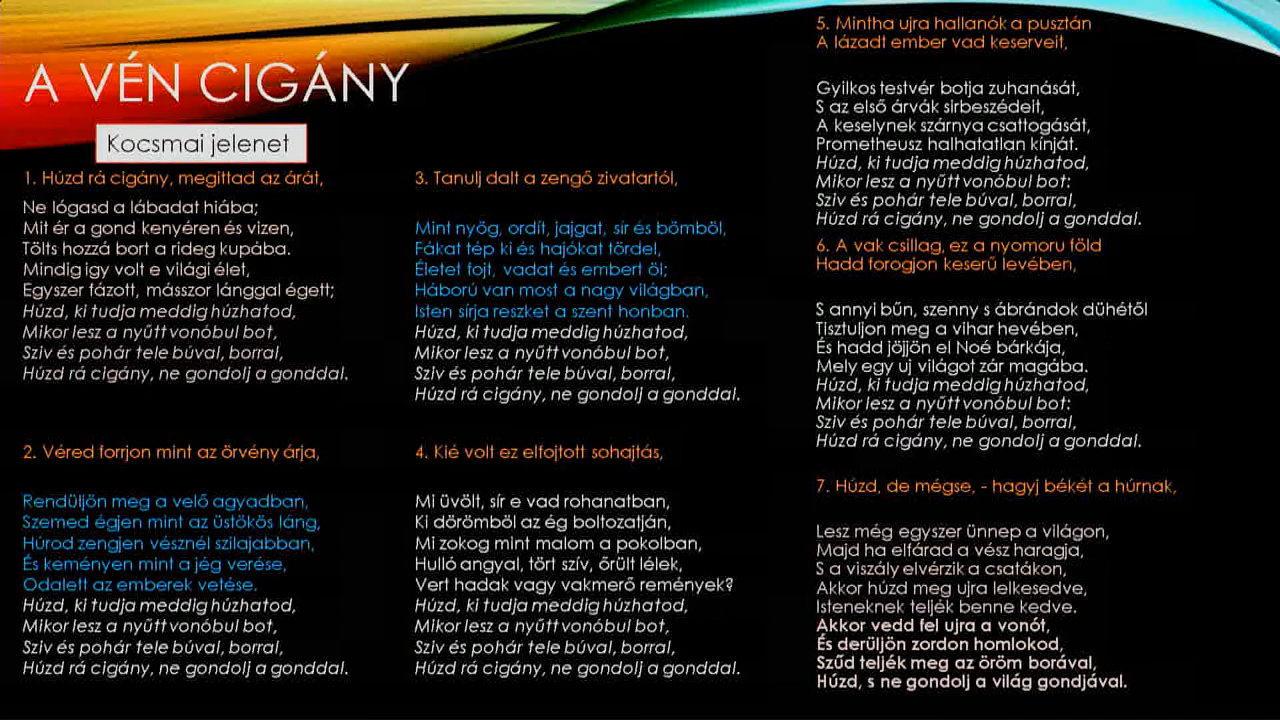 A VÉN CIGÁNY
Kocsmai jelenet
1. Húzd rá cigány, megittad az árát,
Ne lógasd a lábadat hiába;
Mit ér a gond kenyéren és vizen,
Tölts hozzá bort a rideg kupába.
Mindig igy volt e világi élet,
Egyszer fázott, másszor lánggal égett;
Húzd, ki tudja meddig húzhatod,
Mikor lesz a nyűtt vonóbul bot,
Sziv és pohár tele búval, borral,
Húzd rá cigány, ne gondolj a gonddal.
2. Véred forrjon mint az örvény árja,
Rendüljön meg a velő agyadban,
Szemed égjen mint az üstökös láng,
Húrod zengjen vésznél szilajabban,
És keményen mint a jég verése,
Odalett az emberek vetése.
Húzd, ki tudja meddig húzhatod,
Mikor lesz a nyűtt vonóbul bot,
Sziv és pohár tele búval, borral,
Húzd rá cigány, ne gondolj a gonddal.
3. Tanulj dalt a zengő zivatartól,
Mint nyög, ordít, jajgat, sír és bömböl,
Fákat tép ki és hajókat tördel,
Életet fojt, vadat és embert öl;
Háború van most a nagy világban,
Isten sírja reszket a szent honban.
Húzd, ki tudja meddig húzhatod,
Mikor lesz a nyűtt vonóbul bot,
Sziv és pohár tele búval, borral,
Húzd rá cigány, ne gondolj a gonddal.
4. Kié volt ez elfojtott sohajtás,
Mi üvölt, sír e vad rohanatban,
Ki dörömböl az ég boltozatján,
Mi zokog mint malom a pokolban,
Hulló angyal, tört szív, őrült lélek,
Vert hadak vagy vakmerő remények?
Húzd, ki tudja meddig húzhatod,
Mikor lesz a nyűtt vonóbul bot,
Sziv és pohár tele búval, borral,
Húzd rá cigány, ne gondolj a gonddal.
5. Mintha ujra hallanók a pusztán
A lázadt ember vad keserveit,
Gyilkos testvér botja zuhanását,
S az első árvák sirbeszédeit,
A keselynek szárnya csattogását,
Prometheusz halhatatlan kínját.
Húzd, ki tudja meddig húzhatod,
Mikor lesz a nyűtt vonóbul bot:
Sziv és pohár tele búval, borral,
Húzd rá cigány, ne gondolj a gonddal.
6. A vak csillag, ez a nyomoru föld
Hadd forogjon keserű levében,
S annyi bűn, szenny s ábrándok dühétől
Tisztuljon meg a vihar hevében,
És hadd jöjjön el Noé bárkája,
Mely egy uj világot zár magába.
Húzd, ki tudja meddig húzhatod,
Mikor lesz a nyűtt vonóbul bot:
Sziv és pohár tele búval, borral,
Húzd rá cigány, ne gondolj a gonddal.
7. Húzd, de mégse, - hagyj békét a húrnak,
Lesz még egyszer ünnep a világon,
Majd ha elfárad a vész haragja,
S a viszály elvérzik a csatákon,
Akkor húzd meg ujra lelkesedve,
Isteneknek teljék benne kedve.
Akkor vedd fel ujra a vonót,
És derüljön zordon homlokod,
Szűd teljék meg az öröm borával,
Húzd, s ne gondolj a világ gondjával.